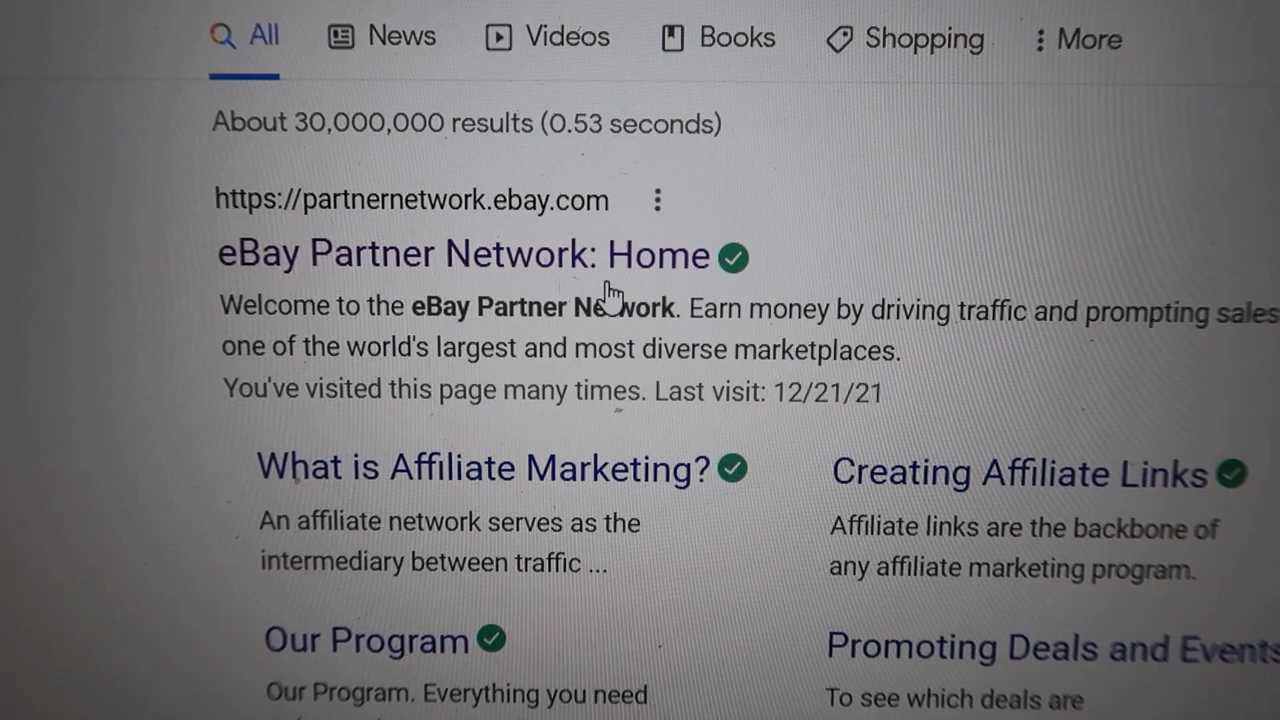 All News Videos Books Shopping More
About 30,000,000 results (0.53 seconds)
https://partnernetwork.ebay.com
eBay Partner Network: Home
Welcome to the eBay Partner Network. Earn money by driving traffic and prompting sales
one of the world's largest and most diverse marketplaces.
You've visited this page many times. Last visit: 12/21/21
What is Affiliate Marketing?
An affiliate network serves as the
intermediary between traffic ...
Creating Affiliate Links
Affiliate links are the backbone of
any affiliate marketing program.
Our Program
Our Program. Everything you need
Promoting Deals and Events
To see which deals are